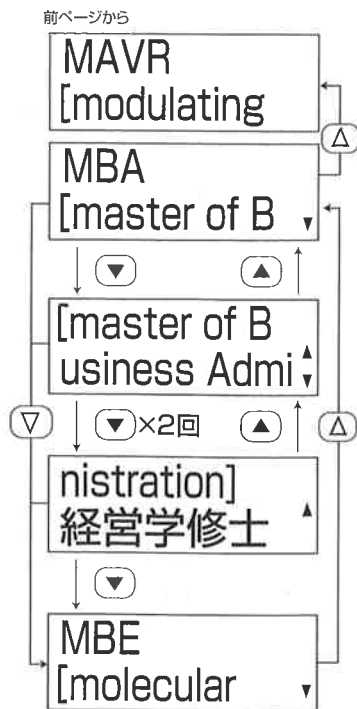 前ページから
MAVR
[modulating
△
MBA
[master of B ▼
▼ ▲
[master of B ▲
usiness Admi ▼
▽ ▼×2回 ▲ △
nistration] ▲
経営学修士
▼
MBE
[molecular ▼